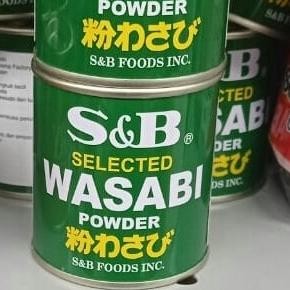 POWDER
粉わさび
S&B FOODS INC.
S&B®
SELECTED
WASABI
POWDER
粉わさび
S&B FOODS INC.